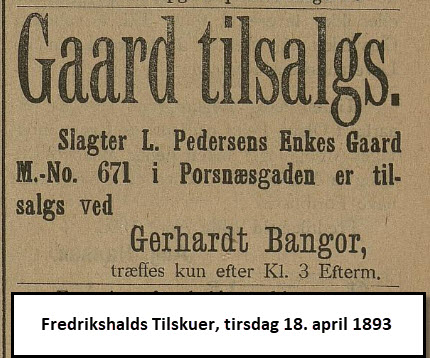 Gaard tilsalgs.
Slagter L. Pedersens Enkes Gaard
M.-No. 671 i Porsnæsgaden er til-
salgs ved
Gerhardt Bangor,
træffes kun efter Kl. 3 Efterm.
Fredrikshalds Tilskuer, tirsdag 18. april 1893